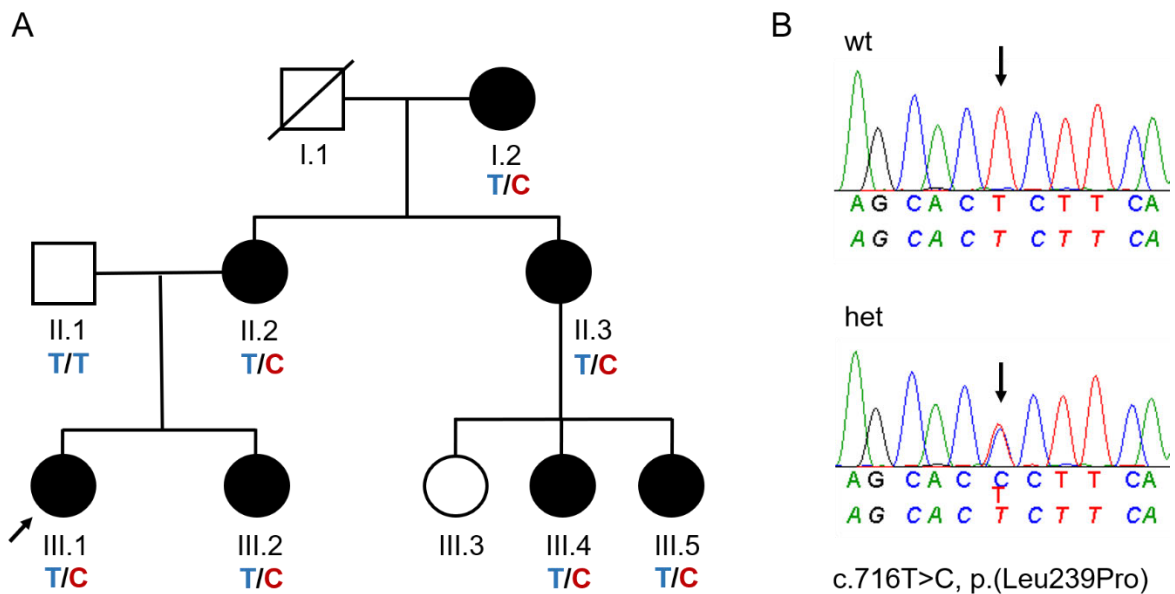 A
I.1
I.2
T/C
II.1
T/T
II.2
T/C
II.3
T/C
III.1
T/C
III.2
T/C
III.3
III.4
T/C
III.5
T/C
B
wt
A G C A C T C T T C A
A G C A C T C T T C A
het
A G C A C C C T T C A
T
A G C A C T C T T C A
c.716T>C, p.(Leu239Pro)